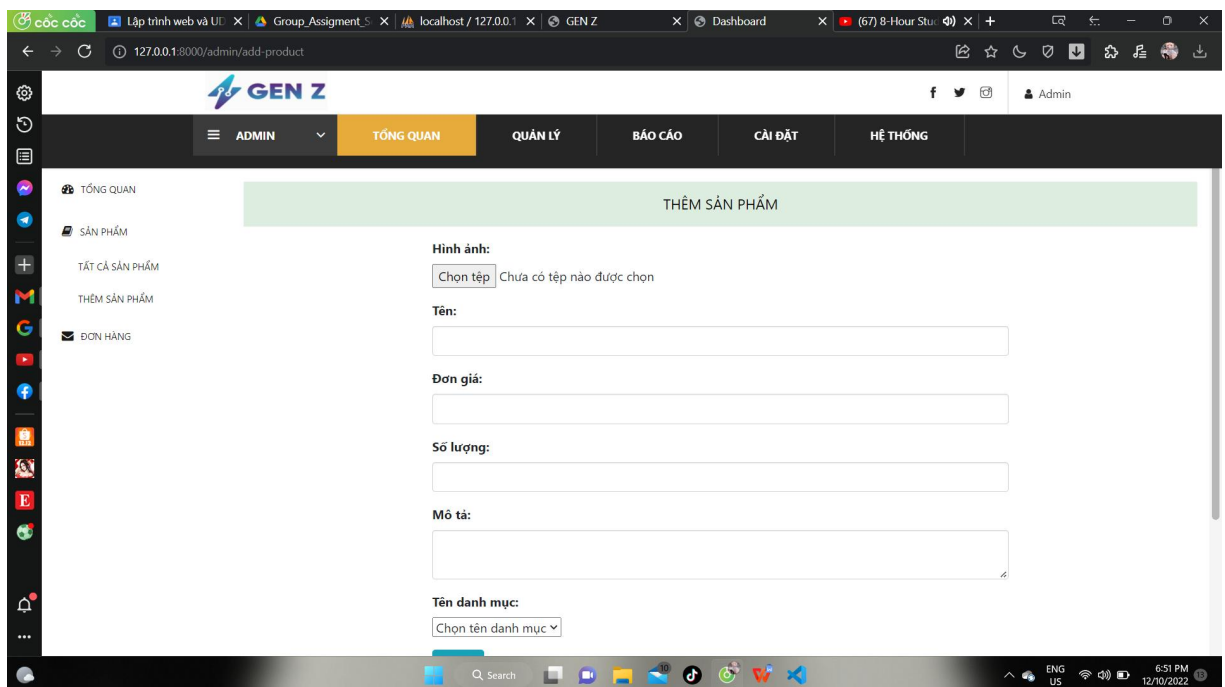 cốc cốc
Lập trình web và UD
Group_Assigment_S
localhost / 127.0.0.1
GEN Z
Dashboard
(67) 8-Hour Stud
127.0.0.1:8000/admin/add-product
GEN Z
Admin
ADMIN
TỔNG QUAN
QUẢN LÝ
BÁO CÁO
CÀI ĐẶT
HỆ THỐNG
TỔNG QUAN
SẢN PHẨM
TẤT CẢ SẢN PHẨM
THÊM SẢN PHẨM
ĐƠN HÀNG
THÊM SẢN PHẨM
Hình ảnh:
Chọn tệp Chưa có tệp nào được chọn
Tên:
Đơn giá:
Số lượng:
Mô tả:
Tên danh mục:
Chọn tên danh mục
Search
10
ENG
US
6:51 PM
12/10/2022
13